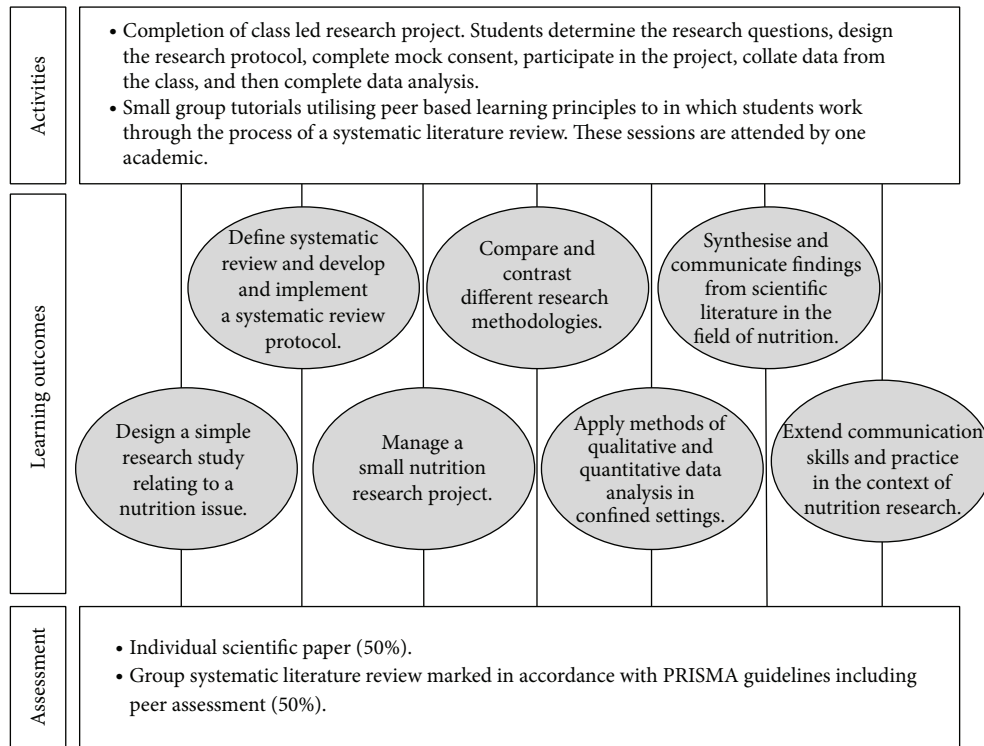 Activities
• Completion of class led research project. Students determine the research questions, design
the research protocol, complete mock consent, participate in the project, collate data from
the class, and then complete data analysis.
• Small group tutorials utilising peer based learning principles to in which students work
through the process of a systematic literature review. These sessions are attended by one
academic.
Learning outcomes
Define systematic
review and develop
and implement
a systematic review
protocol.
Compare and
contrast
different research
methodologies.
Synthesise and
communicate findings
from scientific
literature in the
field of nutrition.
Design a simple
research study
relating to a
nutrition issue.
Manage a
small nutrition
research project.
Apply methods of
qualitative and
quantitative data
analysis in
confined settings.
Extend communication
skills and practice
in the context of
nutrition research.
Assessment
• Individual scientific paper (50%).
• Group systematic literature review marked in accordance with PRISMA guidelines including
peer assessment (50%).